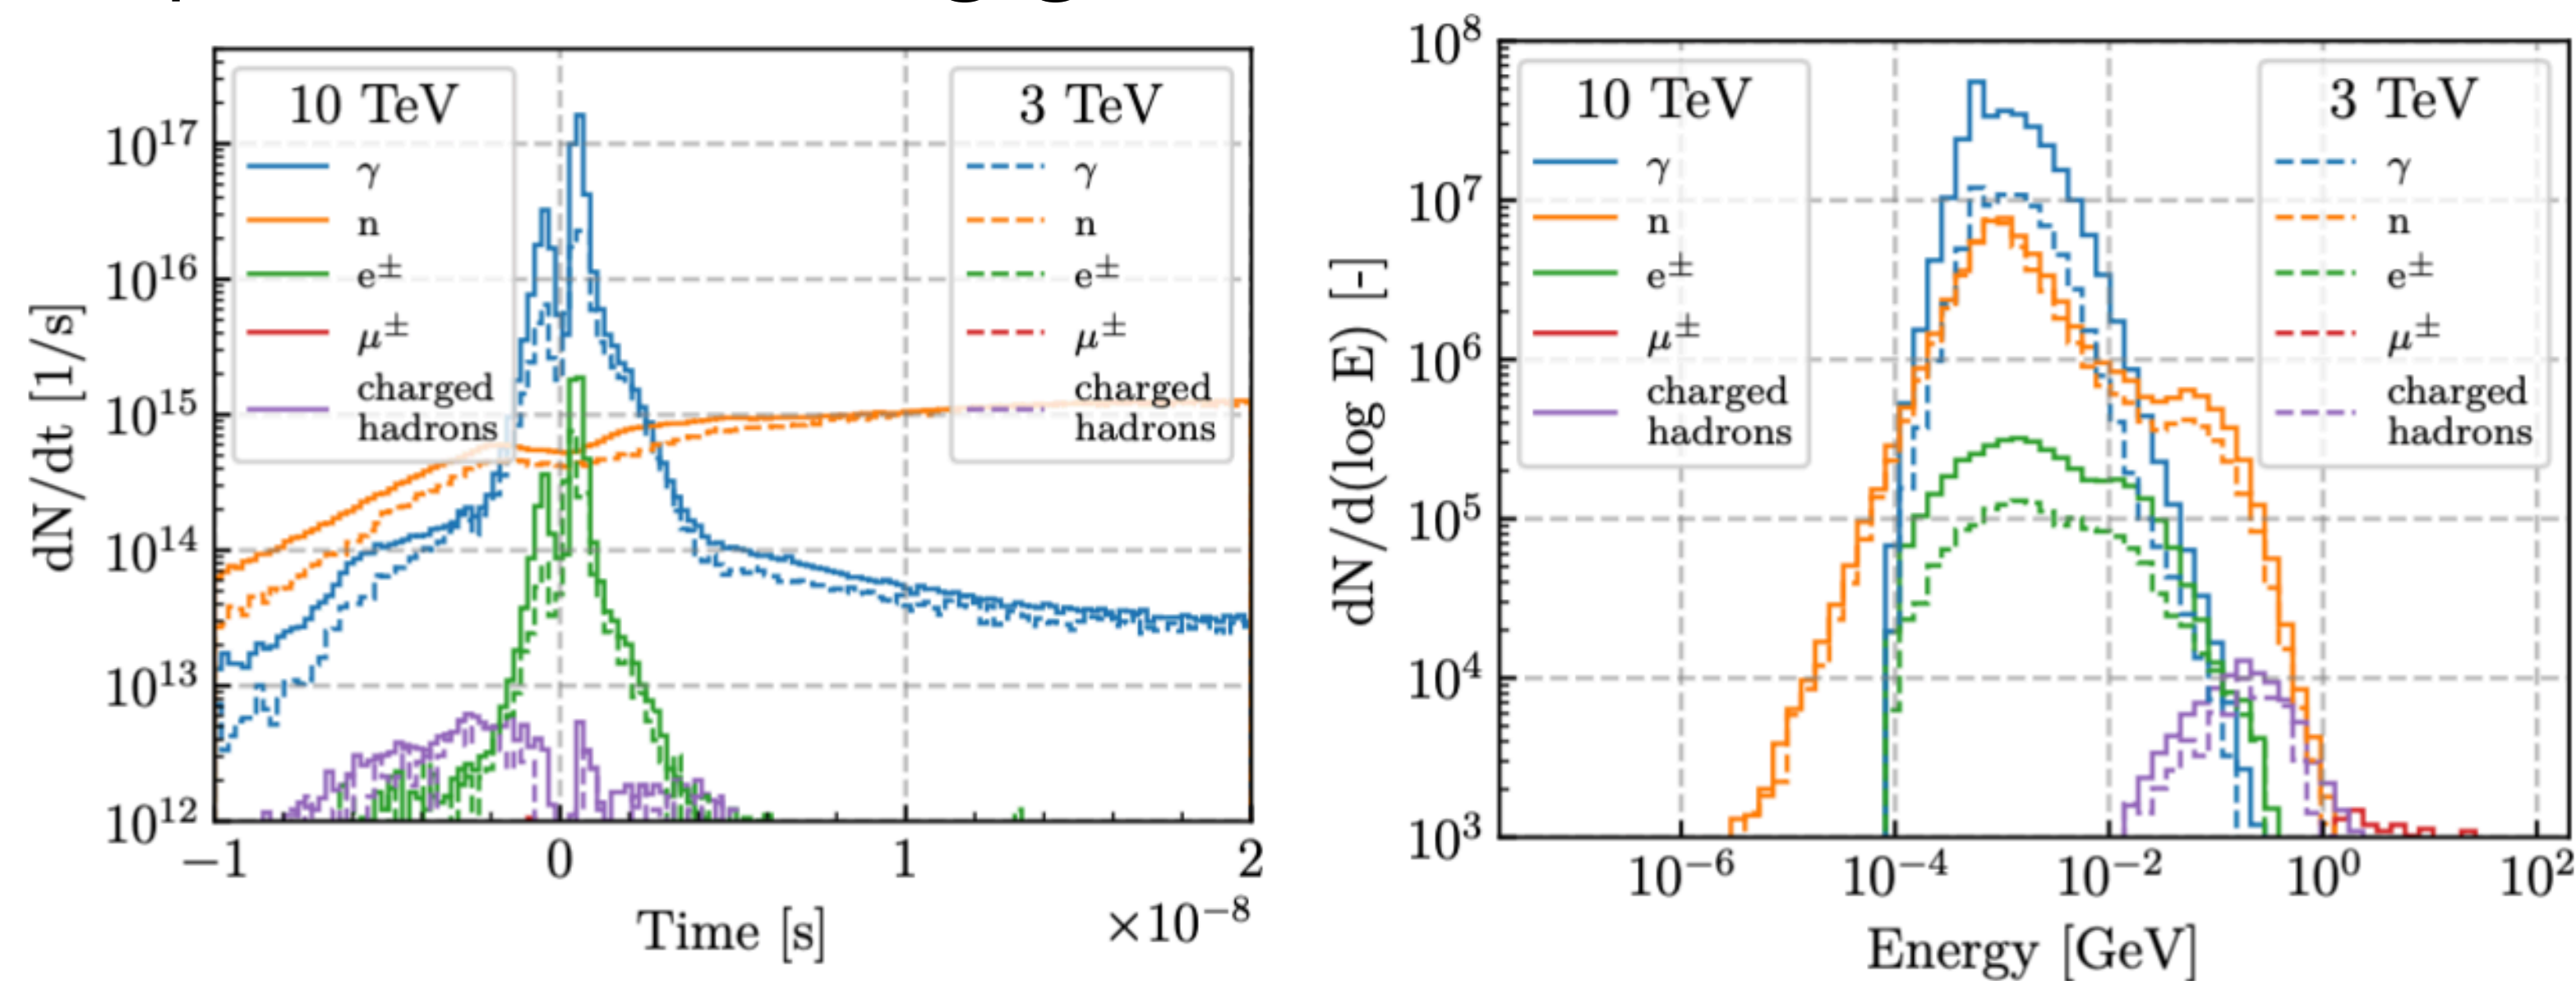 10 TeV
γ
n
e±
μ±
charged
hadrons
3 TeV
γ
n
e±
μ±
charged
hadrons
10^17
10^16
10^15
10^14
10^13
10^12
dN/dt [1/s]
−1
0
1
2
Time [s]
×10^−8
10 TeV
γ
n
e±
μ±
charged
hadrons
3 TeV
γ
n
e±
μ±
charged
hadrons
10^8
10^7
10^6
10^5
10^4
10^3
dN/d(log E) [-]
10^−6
10^−4
10^−2
10^0
10^2
Energy [GeV]